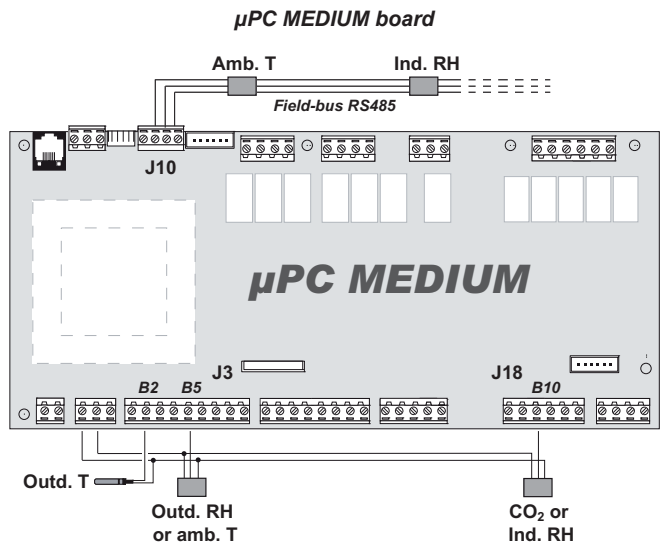 µPC MEDIUM board
Amb. T
Ind. RH
Field-bus RS485
J10
µPC MEDIUM
J3
J18
B2
B5
B10
Outd. T
Outd. RH
or amb. T
CO₂ or
Ind. RH